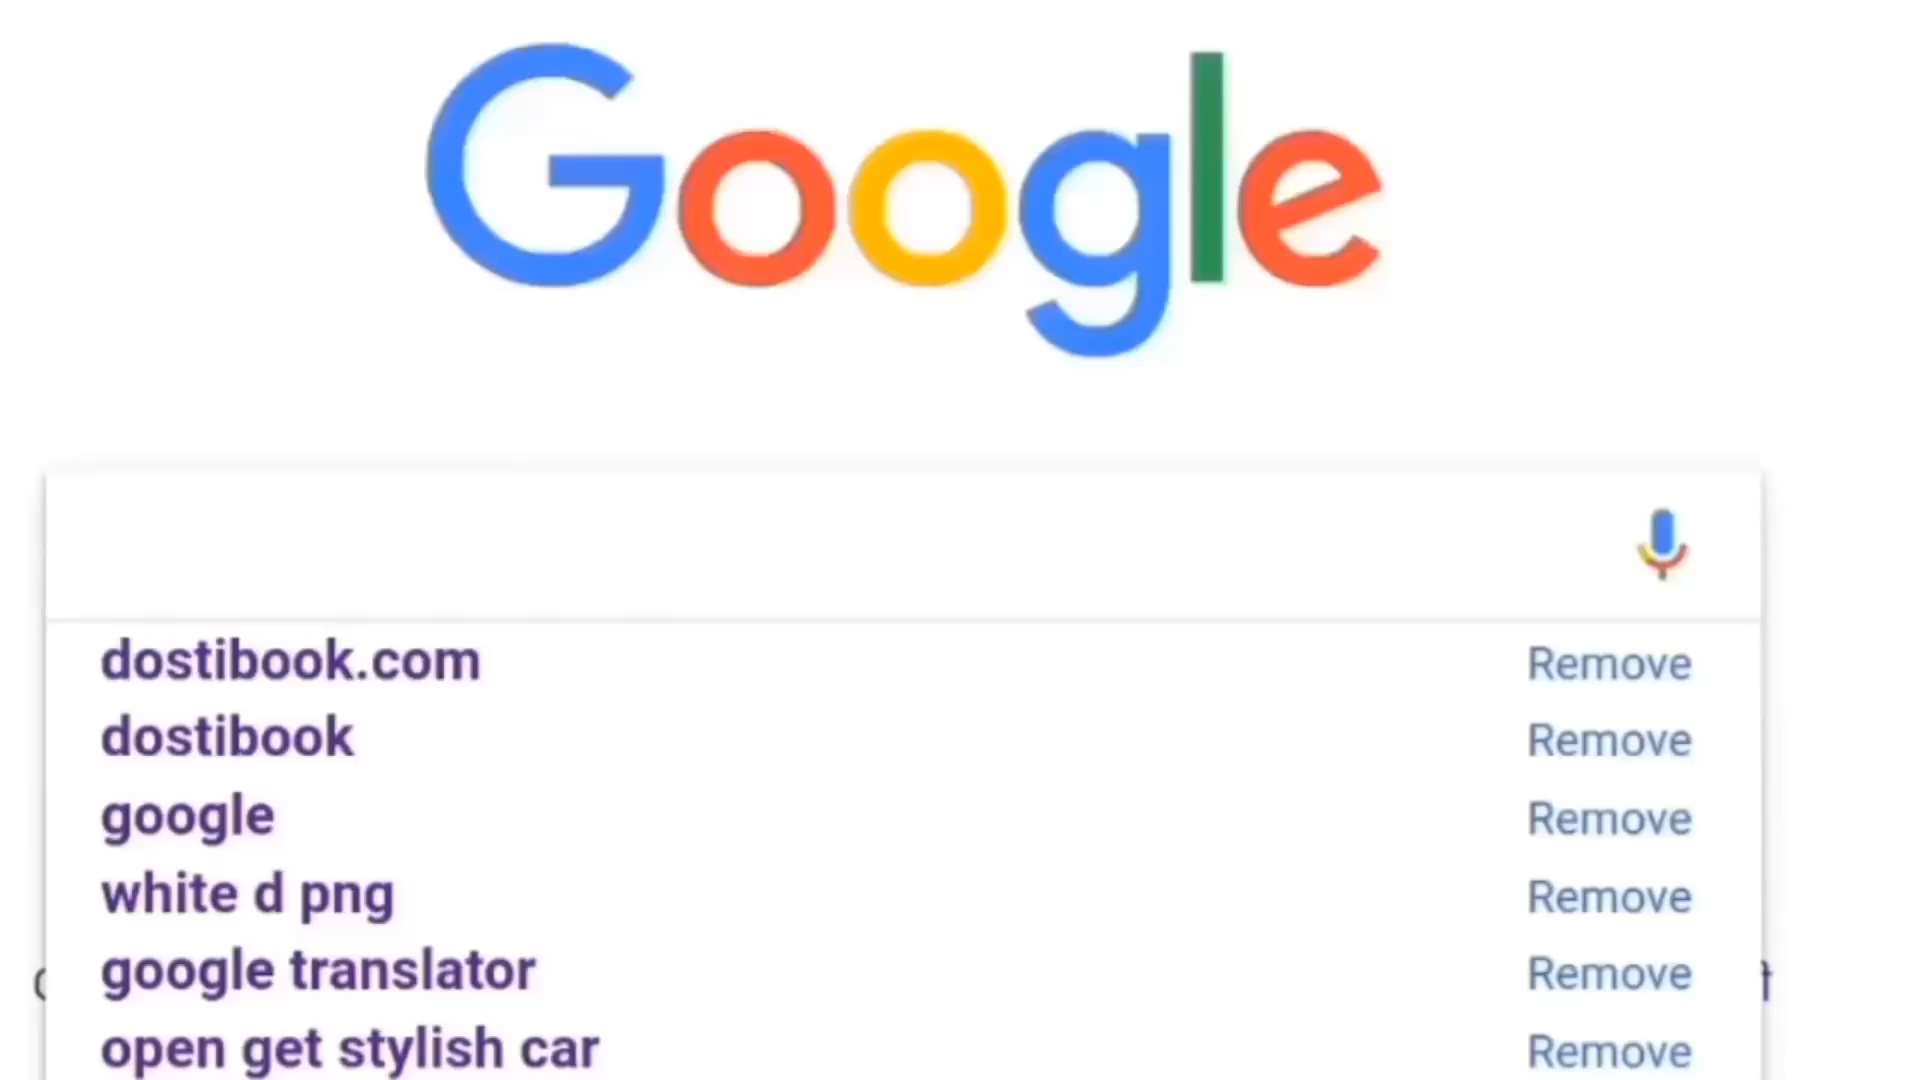 Google
dostibook.com Remove
dostibook Remove
google Remove
white d png Remove
google translator Remove
open get stylish car Remove